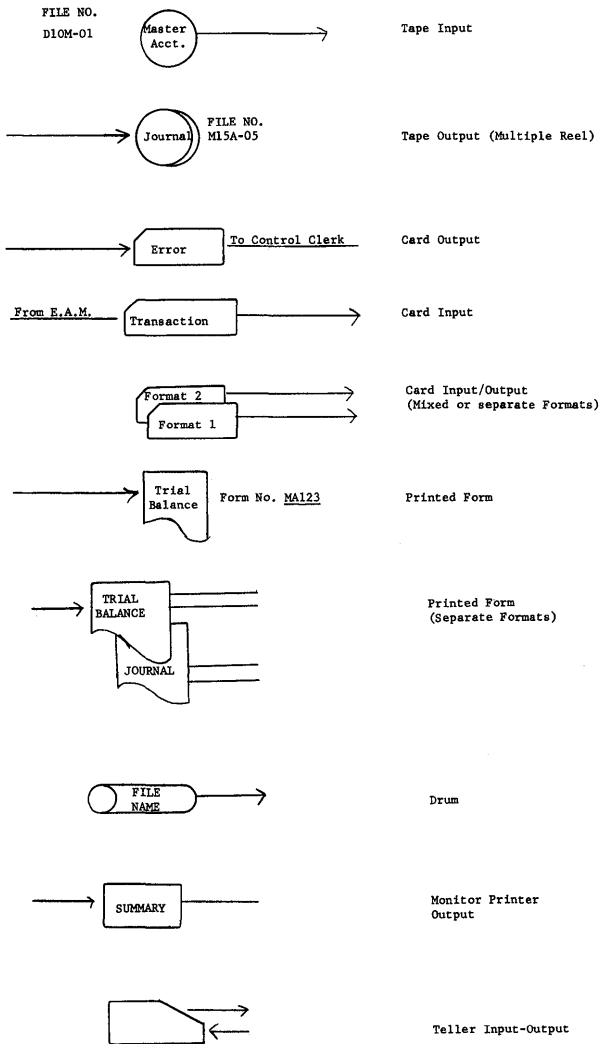 FILE NO.
D10M-01
Master
Acct.
Tape Input
Journal
FILE NO.
M15A-05
Tape Output (Multiple Reel)
Error
To Control Clerk
Card Output
From E.A.M.
Transaction
Card Input
Format 2
Format 1
Card Input/Output
(Mixed or separate Formats)
Trial
Balance
Form No. MA123
Printed Form
TRIAL
BALANCE
JOURNAL
Printed Form
(Separate Formats)
FILE
NAME
Drum
SUMMARY
Monitor Printer
Output
Teller Input-Output